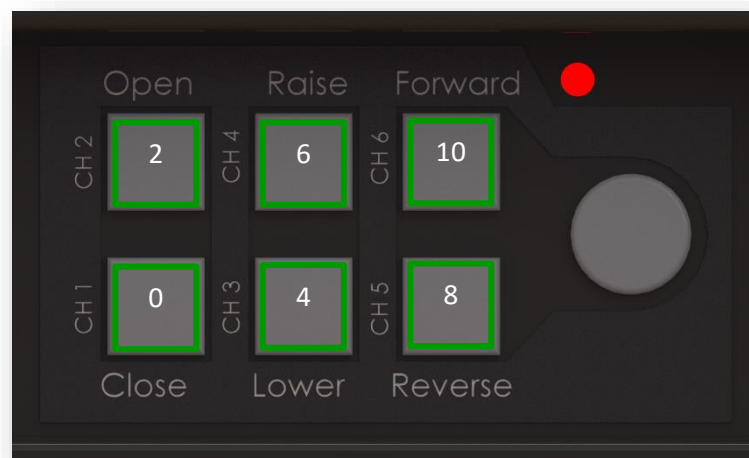 Open Raise Forward
CH 2 2 CH 4 6 CH 6 10
CH 1 0 CH 3 4 CH 5 8
Close Lower Reverse